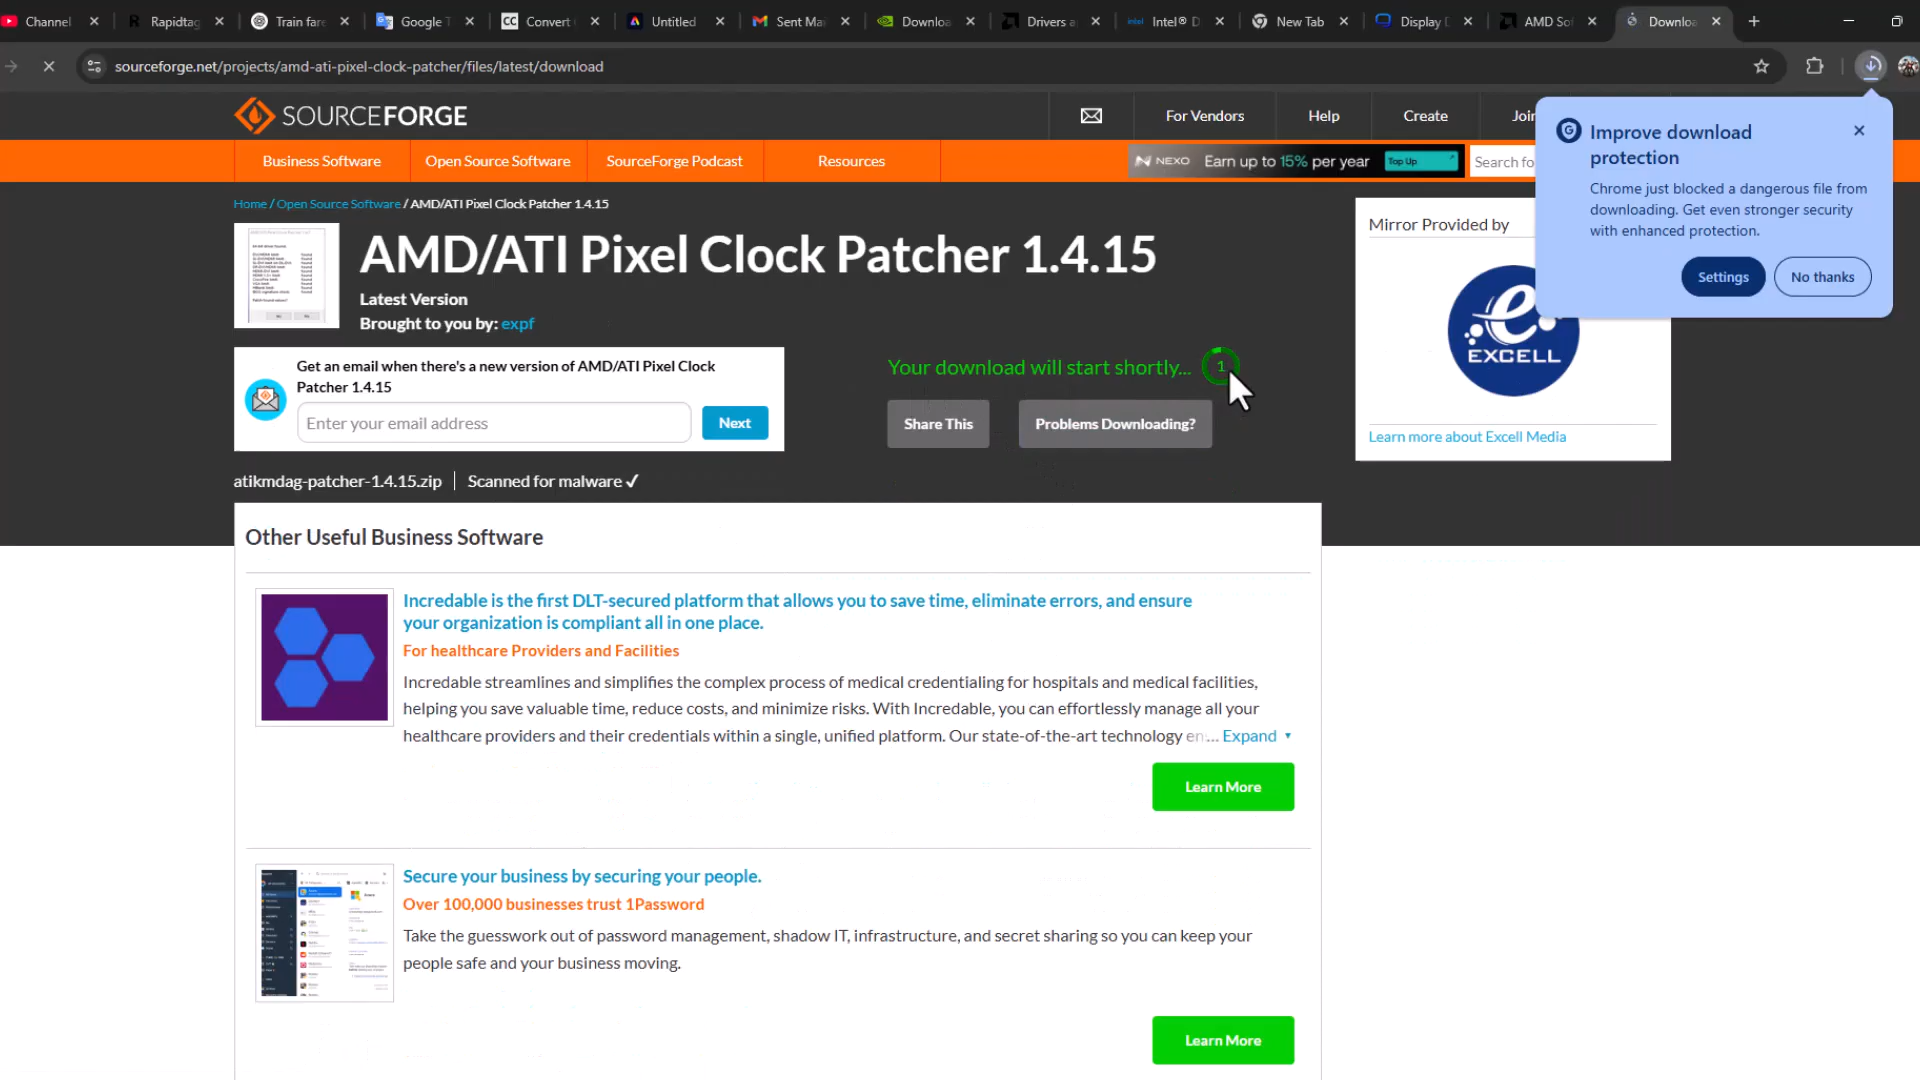 Channel
Rapidtag
Train fare
Google T
CC Convert
Untitled
Sent Mai
Downloa
Drivers a
intel Intel® D
New Tab
Display D
AMD Sof
Downloa
sourceforge.net/projects/amd-ati-pixel-clock-patcher/files/latest/download
SOURCEFORGE
For Vendors
Help
Create
Join
Improve download
protection
Chrome just blocked a dangerous file from
downloading. Get even stronger security
with enhanced protection.
Settings
No thanks
Business Software
Open Source Software
SourceForge Podcast
Resources
NEXO Earn up to 15% per year
Top Up
Search fo
Home / Open Source Software / AMD/ATI Pixel Clock Patcher 1.4.15
AMD/ATI Pixel Clock Patcher 1.4.15
Latest Version
Brought to you by: expf
Mirror Provided by
e
EXCELL
Learn more about Excell Media
Get an email when there's a new version of AMD/ATI Pixel Clock
Patcher 1.4.15
Enter your email address
Next
Your download will start shortly... 1
Share This
Problems Downloading?
atikmdag-patcher-1.4.15.zip
Scanned for malware ✓
Other Useful Business Software
Incredable is the first DLT-secured platform that allows you to save time, eliminate errors, and ensure
your organization is compliant all in one place.
For healthcare Providers and Facilities
Incredable streamlines and simplifies the complex process of medical credentialing for hospitals and medical facilities,
helping you save valuable time, reduce costs, and minimize risks. With Incredable, you can effortlessly manage all your
healthcare providers and their credentials within a single, unified platform. Our state-of-the-art technology en... Expand
Learn More
Secure your business by securing your people.
Over 100,000 businesses trust 1Password
Take the guesswork out of password management, shadow IT, infrastructure, and secret sharing so you can keep your
people safe and your business moving.
Learn More